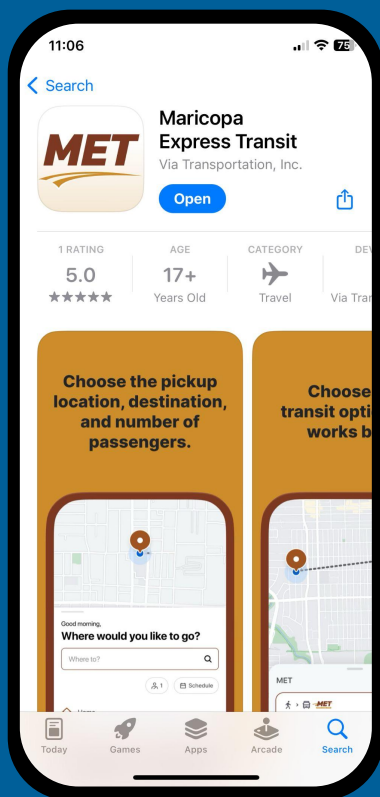 11:06
75
Search
MET
Maricopa
Express Transit
Via Transportation, Inc.
Open
1 RATING
AGE
CATEGORY
5.0
17+
Years Old
Travel
Via
Choose the pickup
location, destination,
and number of
passengers.
Choose
transit
works
Good morning,
Where would you like to go?
Where to?
1
Schedule
Home
MET
MET
Today
Games
Apps
Arcade
Search